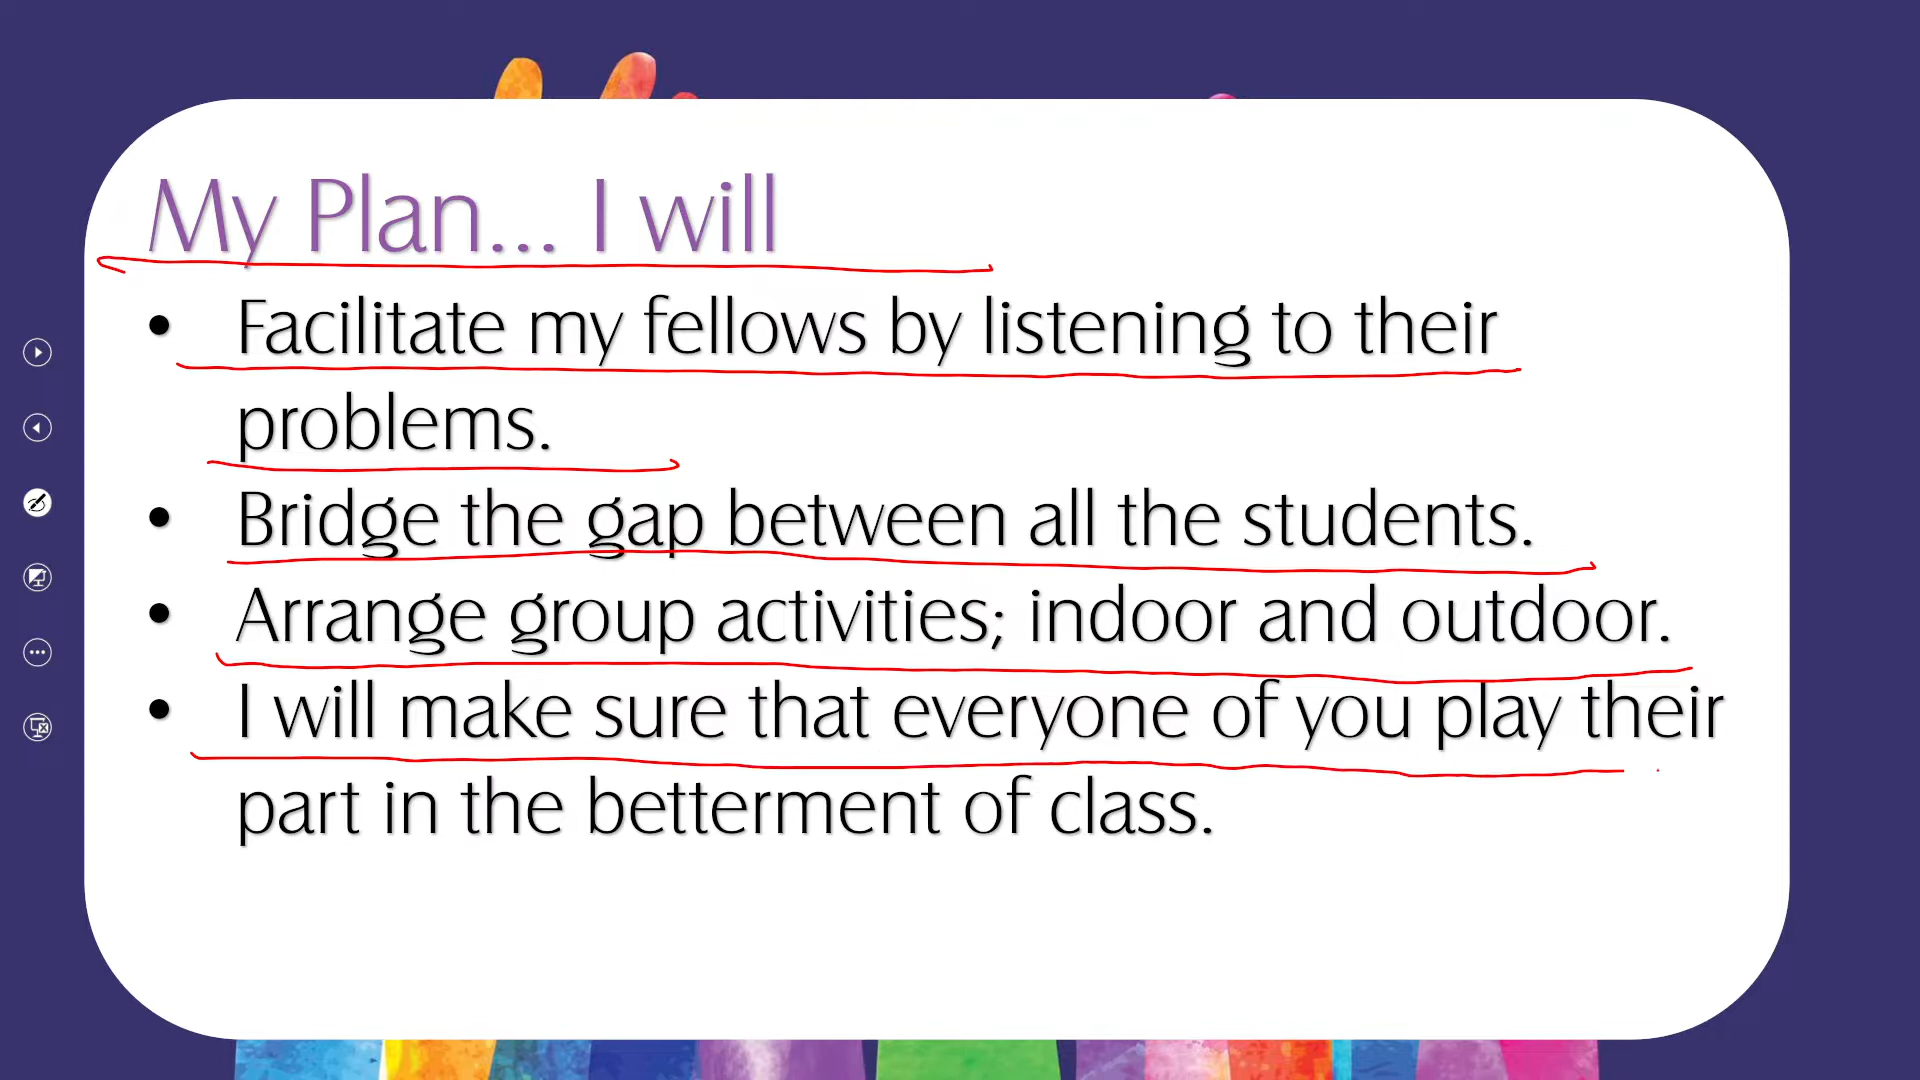 My Plan... I will
• Facilitate my fellows by listening to their
problems.
• Bridge the gap between all the students.
• Arrange group activities; indoor and outdoor.
• I will make sure that everyone of you play their
part in the betterment of class.